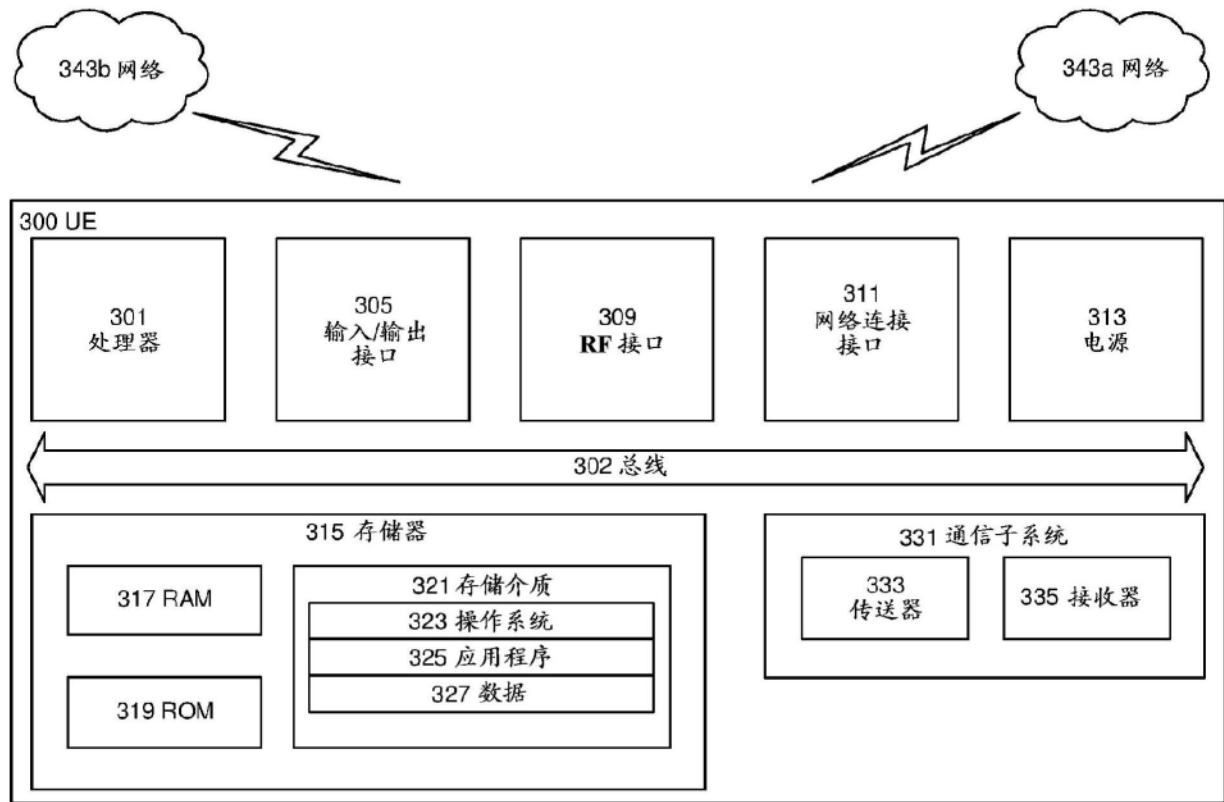 343b 网络
343a 网络
300 UE
301
处理器
305
输入/输出
接口
309
RF 接口
311
网络连接
接口
313
电源
302 总线
315 存储器
317 RAM
319 ROM
321 存储介质
323 操作系统
325 应用程序
327 数据
331 通信子系统
333
传送器
335 接收器